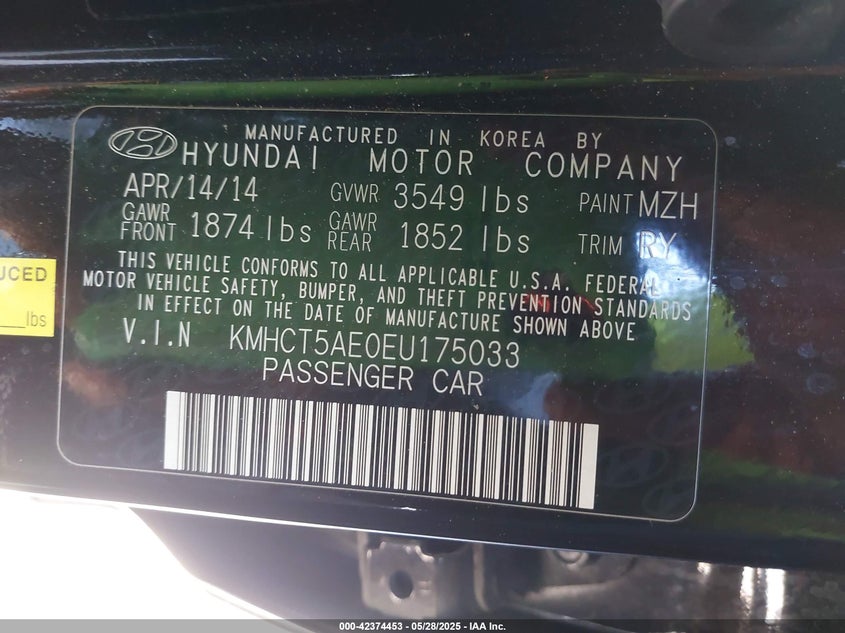 MANUFACTURED IN KOREA BY
HYUNDAI MOTOR COMPANY
APR/14/14 GVWR 3549 lbs PAINT MZH
GAWR FRONT 1874 lbs GAWR REAR 1852 lbs TRIM RY
THIS VEHICLE CONFORMS TO ALL APPLICABLE U.S.A. FEDERAL
MOTOR VEHICLE SAFETY, BUMPER, AND THEFT PREVENTION STANDARDS
IN EFFECT ON THE DATE OF MANUFACTURE SHOWN ABOVE
V.I.N KMHCT5AE0EU175033
PASSENGER CAR
UCED
lbs
000-42374453 - 05/28/2025 - IAA Inc.